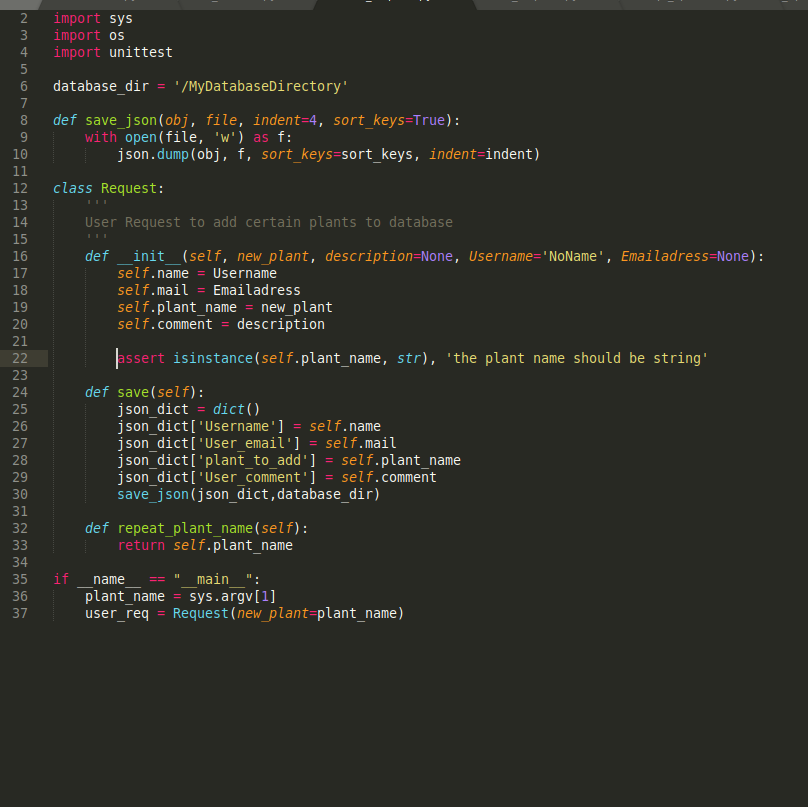 2 import sys
3 import os
4 import unittest
5
6 database_dir = '/MyDatabaseDirectory'
7
8 def save_json(obj, file, indent=4, sort_keys=True):
9     with open(file, 'w') as f:
10         json.dump(obj, f, sort_keys=sort_keys, indent=indent)
11
12 class Request:
13     '''
14     User Request to add certain plants to database
15     '''
16     def __init__(self, new_plant, description=None, Username='NoName', Emailadress=None):
17         self.name = Username
18         self.mail = Emailadress
19         self.plant_name = new_plant
20         self.comment = description
21
22         assert isinstance(self.plant_name, str), 'the plant name should be string'
23
24     def save(self):
25         json_dict = dict()
26         json_dict['Username'] = self.name
27         json_dict['User_email'] = self.mail
28         json_dict['plant_to_add'] = self.plant_name
29         json_dict['User_comment'] = self.comment
30         save_json(json_dict,database_dir)
31
32     def repeat_plant_name(self):
33         return self.plant_name
34
35 if __name__ == "__main__":
36     plant_name = sys.argv[1]
37     user_req = Request(new_plant=plant_name)